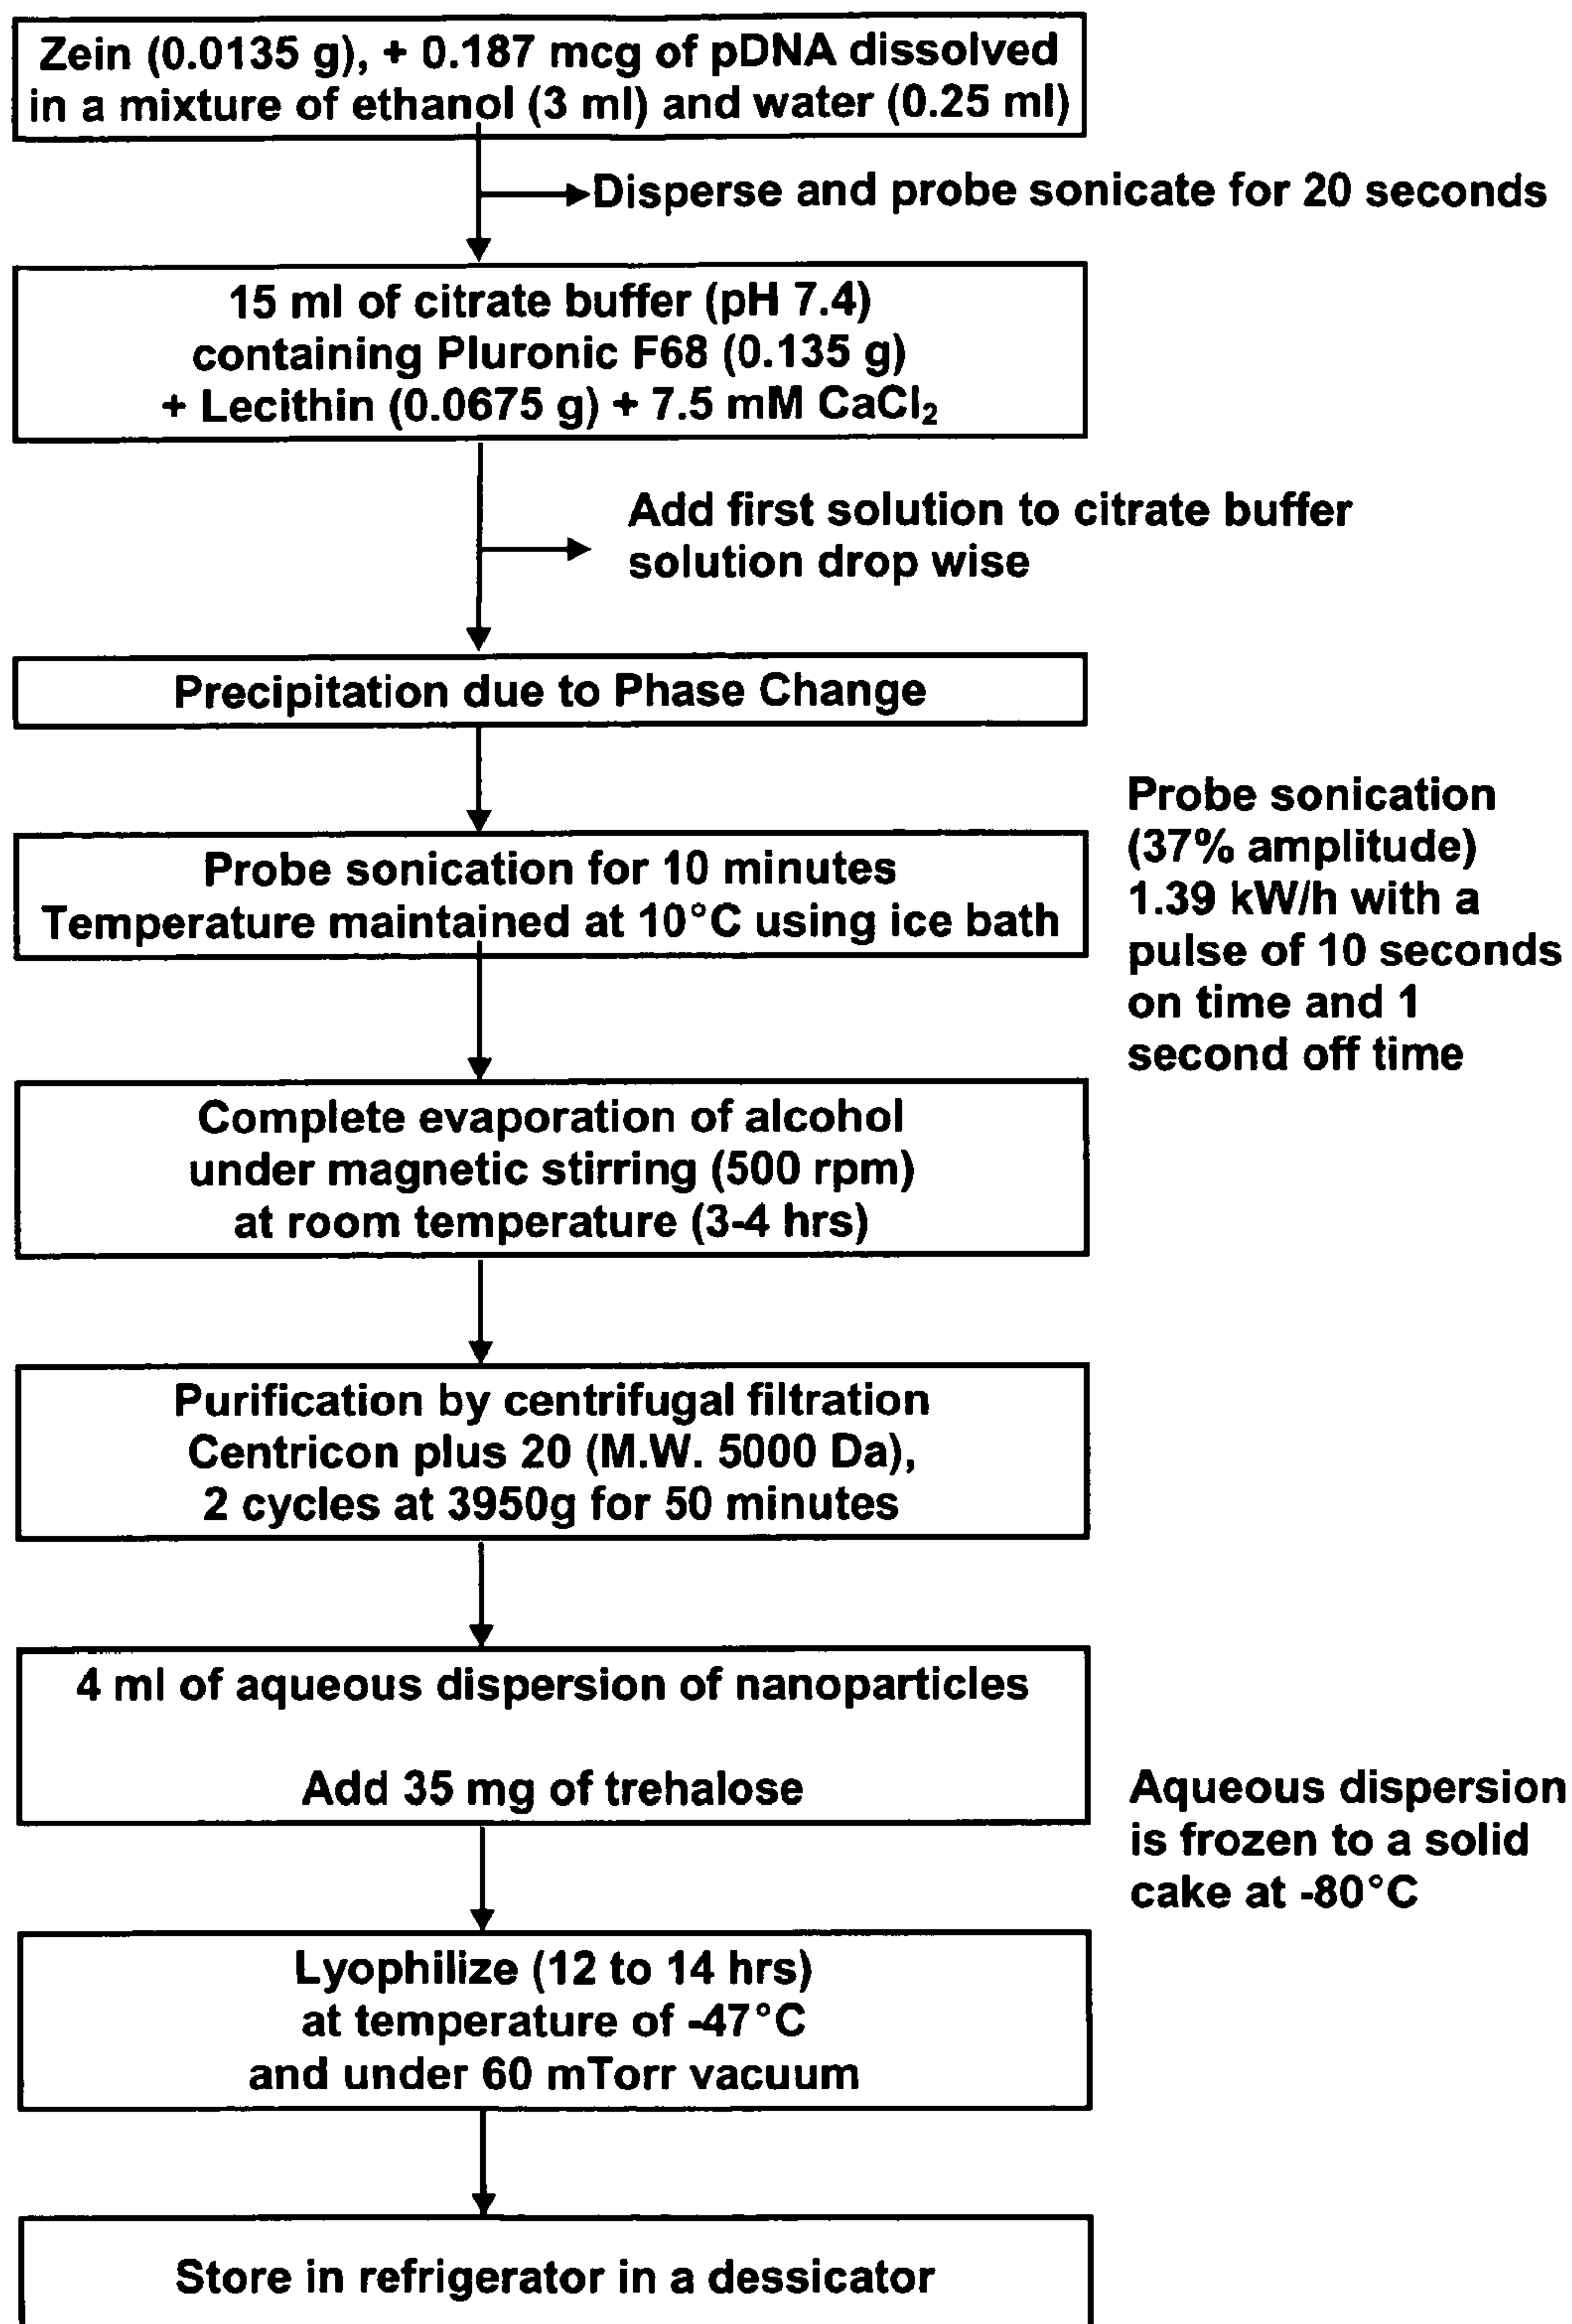 Zein (0.0135 g), + 0.187 mcg of pDNA dissolved
in a mixture of ethanol (3 ml) and water (0.25 ml)
Disperse and probe sonicate for 20 seconds
15 ml of citrate buffer (pH 7.4)
containing Pluronic F68 (0.135 g)
+ Lecithin (0.0675 g) + 7.5 mM CaCl₂
Add first solution to citrate buffer
solution drop wise
Precipitation due to Phase Change
Probe sonication for 10 minutes
Temperature maintained at 10°C using ice bath
Probe sonication
(37% amplitude)
1.39 kW/h with a
pulse of 10 seconds
on time and 1
second off time
Complete evaporation of alcohol
under magnetic stirring (500 rpm)
at room temperature (3-4 hrs)
Purification by centrifugal filtration
Centricon plus 20 (M.W. 5000 Da),
2 cycles at 3950g for 50 minutes
4 ml of aqueous dispersion of nanoparticles
Add 35 mg of trehalose
Aqueous dispersion
is frozen to a solid
cake at -80°C
Lyophilize (12 to 14 hrs)
at temperature of -47°C
and under 60 mTorr vacuum
Store in refrigerator in a dessicator